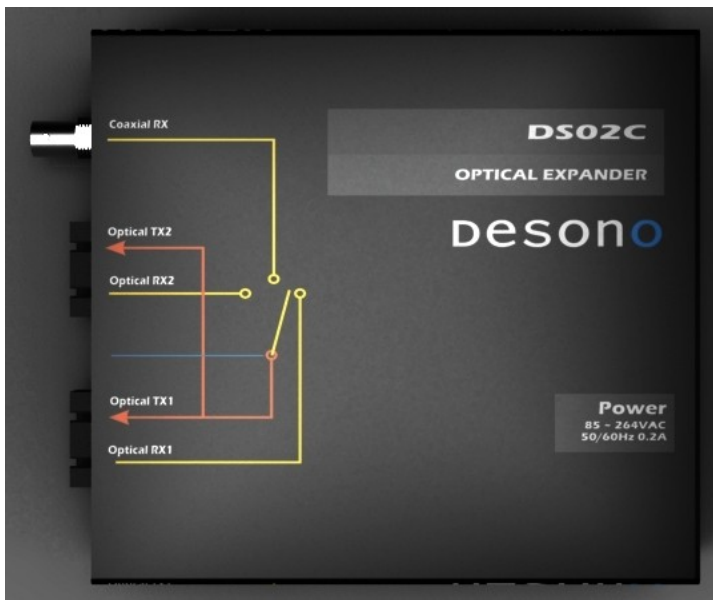 Coaxial RX
DS02C
OPTICAL EXPANDER
Optical TX2
Desono
Optical RX2
Optical TX1
Power
85 ~ 264VAC
50/60Hz 0.2A
Optical RX1